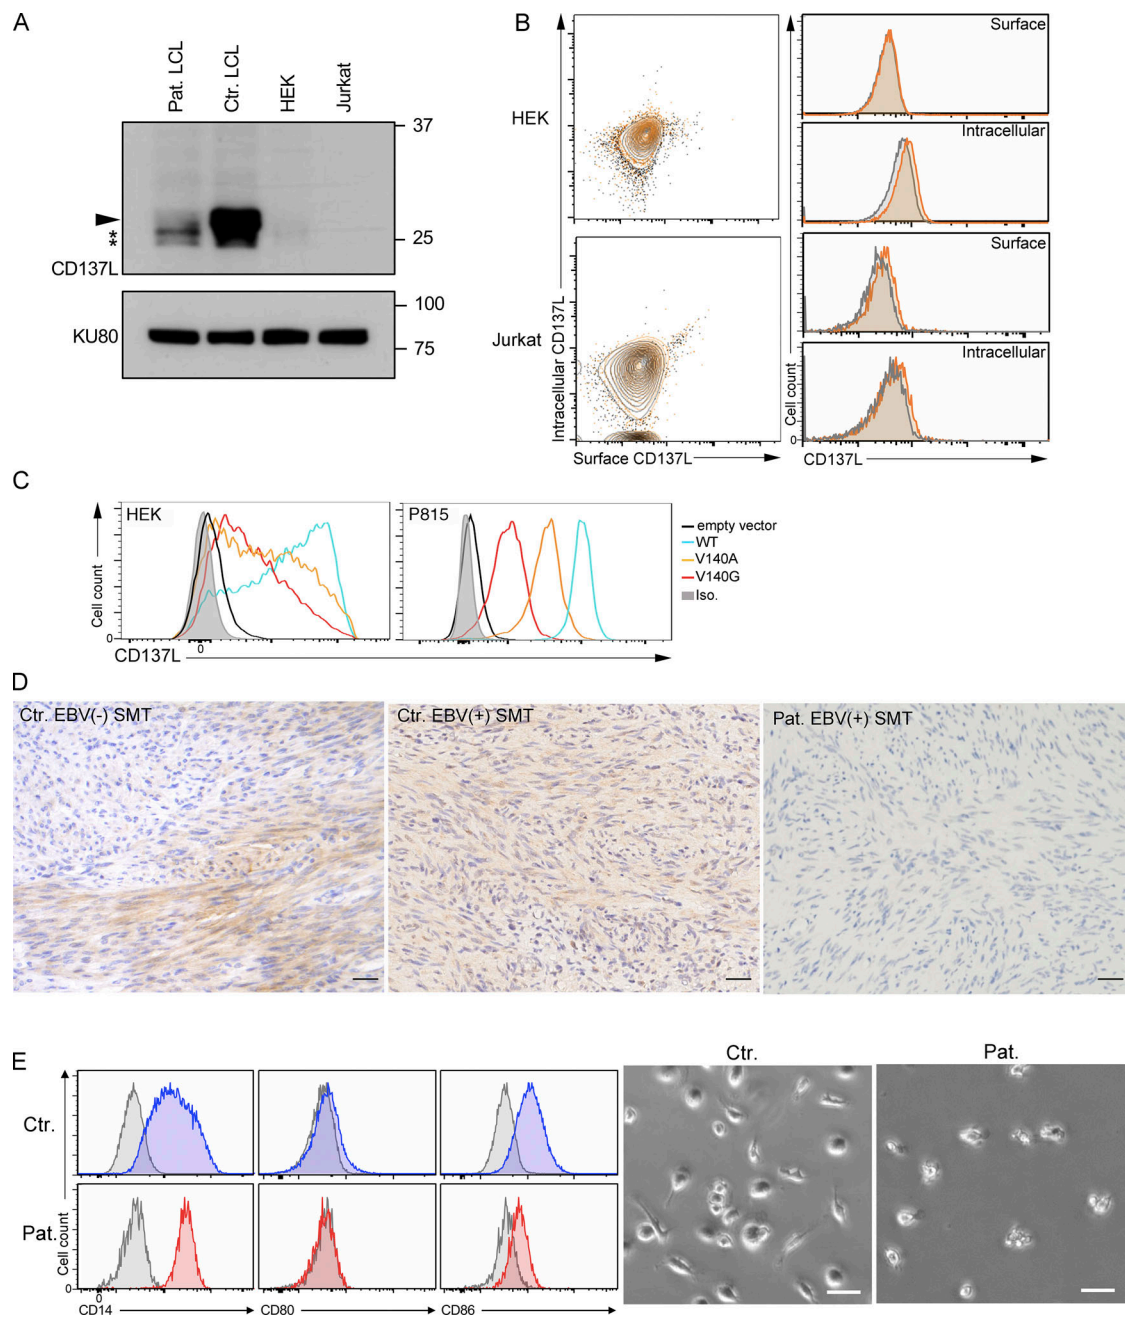 A
Pat. LCL
Ctr. LCL
HEK
Jurkat
37
**
25
CD137L
100
KU80
75
B
HEK
Jurkat
Intracellular CD137L
Surface CD137L
Surface
Intracellular
Surface
Intracellular
Cell count
0
CD137L
C
HEK
P815
Cell count
0
0
CD137L
empty vector
WT
V140A
V140G
Iso.
D
Ctr. EBV(-) SMT
Ctr. EBV(+) SMT
Pat. EBV(+) SMT
E
Ctr.
Pat.
Cell count
0
0
CD14
CD80
CD86
Ctr.
Pat.